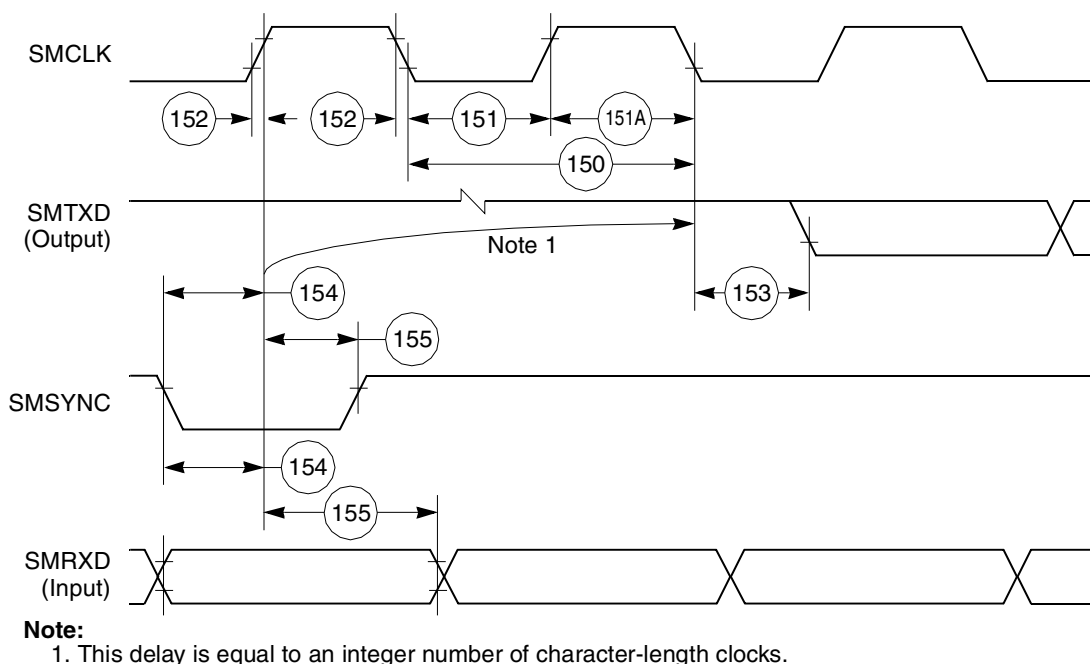 SMCLK
152
152
151
151A
150
SMTXD
(Output)
Note 1
153
154
155
SMSYNC
154
155
SMRXD
(Input)
Note:
1. This delay is equal to an integer number of character-length clocks.